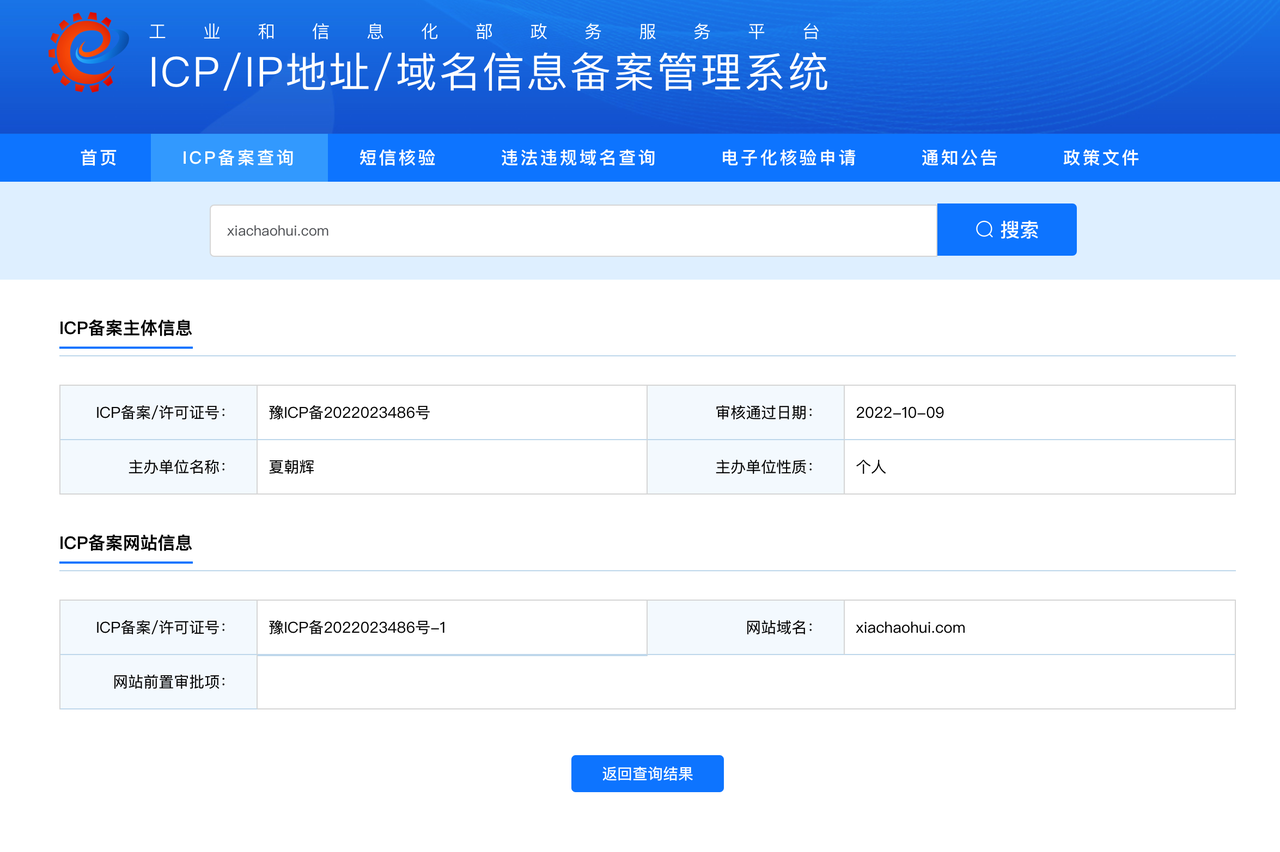 工业和信息化部政务服务平台
ICP/IP地址/域名信息备案管理系统
首页 ICP备案查询 短信核验 违法违规域名查询 电子化核验申请 通知公告 政策文件
xiachaohui.com 搜索
ICP备案主体信息
ICP备案/许可证号: 豫ICP备2022023486号 审核通过日期: 2022-10-09
主办单位名称: 夏朝辉 主办单位性质: 个人
ICP备案网站信息
ICP备案/许可证号: 豫ICP备2022023486号-1 网站域名: xiachaohui.com
网站前置审批项:
返回查询结果